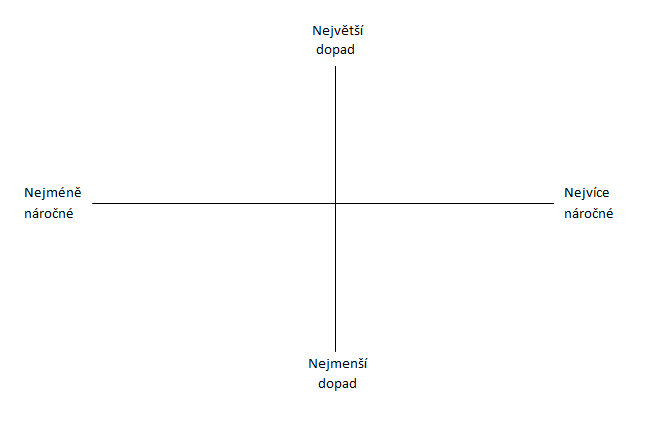 Největší
dopad
Nejméně
náročné
Nejvíce
náročné
Nejmenší
dopad